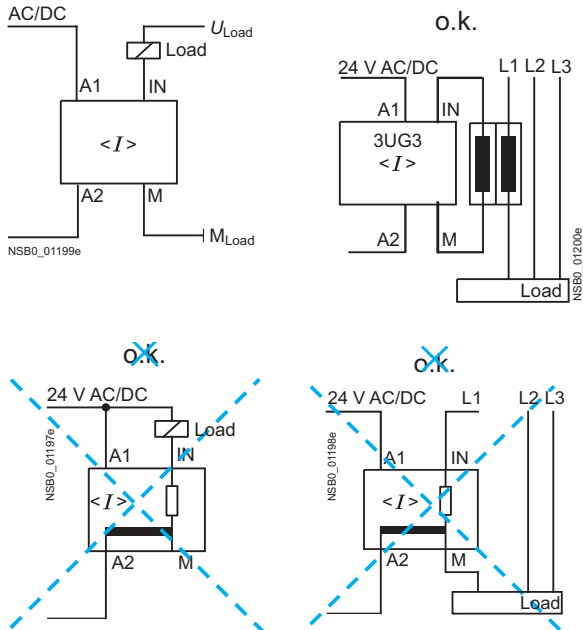 AC/DC
U Load
Load
A1 IN
<I>
A2 M
M Load
NSB0_01199e
o.k.
24 V AC/DC L1 L2 L3
A1 IN
3UG3
<I>
A2 M
Load
NSB0_01200e
o.k.
24 V AC/DC
Load
A1 IN
<I>
A2 M
NSB0_01197e
o.k.
24 V AC/DC L1 L2 L3
A1 IN
<I>
A2 M
Load
NSB0_01198e